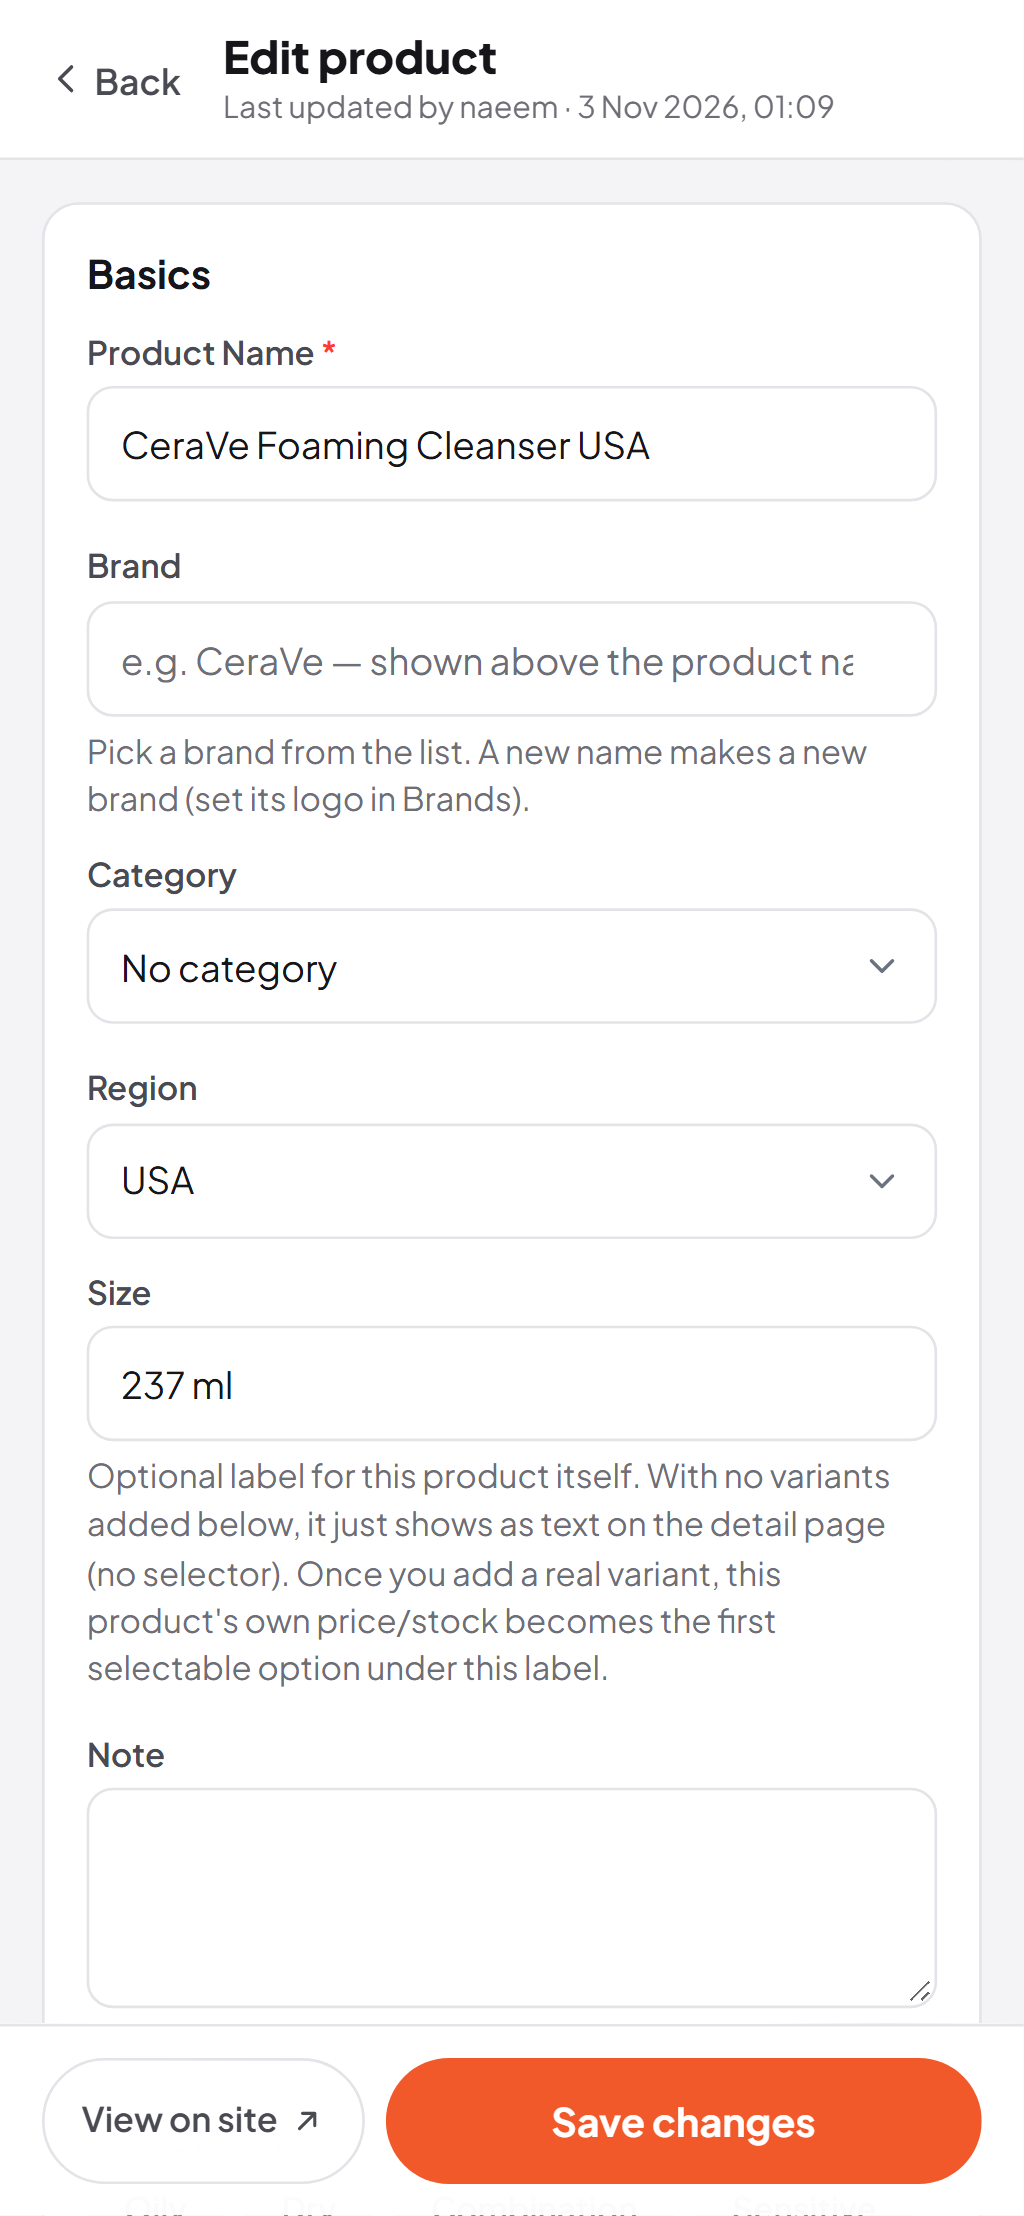 Back
Edit product
Last updated by naeem · 3 Nov 2026, 01:09
Basics
Product Name *
CeraVe Foaming Cleanser USA
Brand
e.g. CeraVe — shown above the product na
Pick a brand from the list. A new name makes a new
brand (set its logo in Brands).
Category
No category
Region
USA
Size
237 ml
Optional label for this product itself. With no variants
added below, it just shows as text on the detail page
(no selector). Once you add a real variant, this
product's own price/stock becomes the first
selectable option under this label.
Note
View on site
Save changes
Oily Dry Combination Sensitive